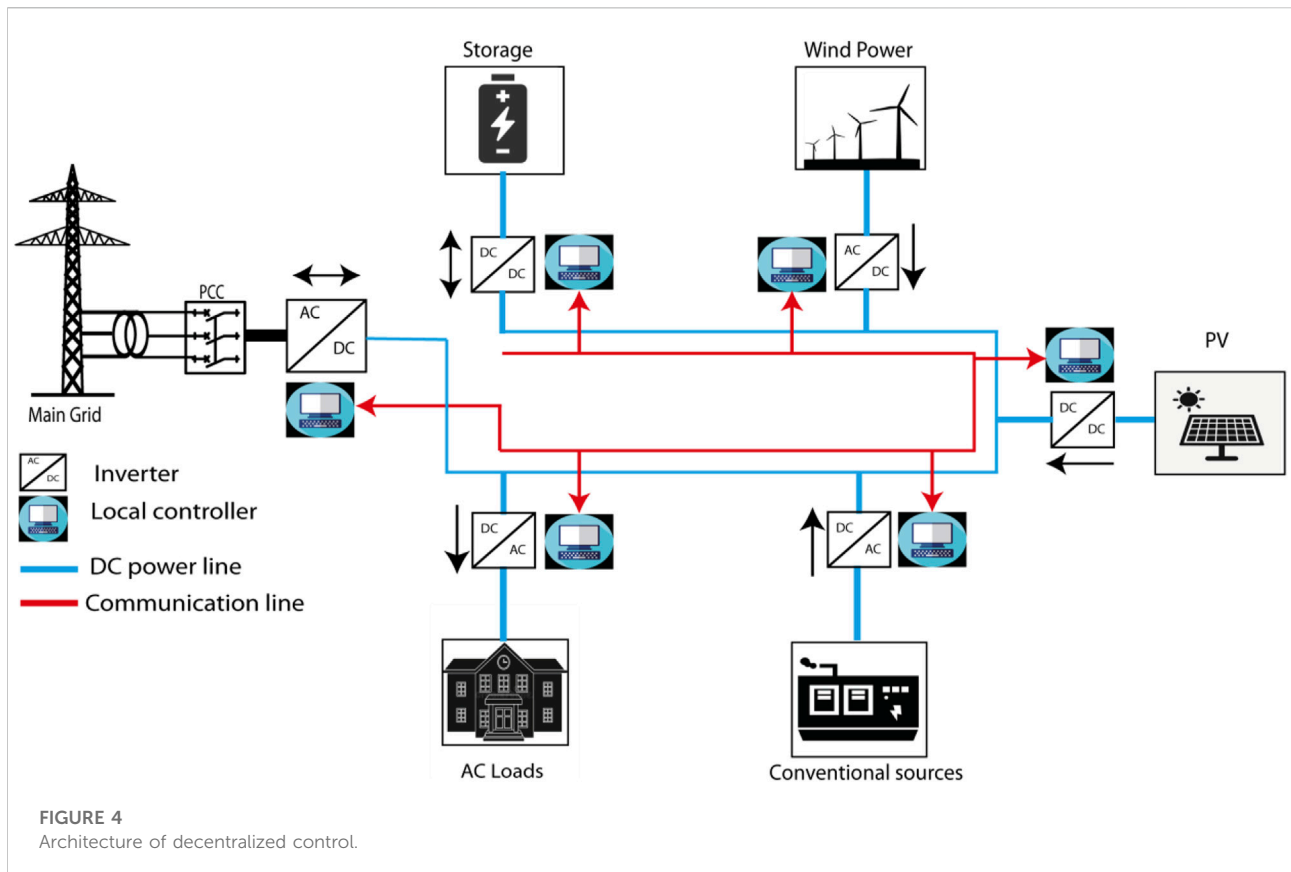 Storage
Wind Power
DC
DC
AC
DC
PCC
AC
DC
PV
DC
DC
Main Grid
AC
DC
Inverter
Local controller
DC power line
Communication line
DC
AC
DC
AC
AC Loads
Conventional sources
FIGURE 4
Architecture of decentralized control.